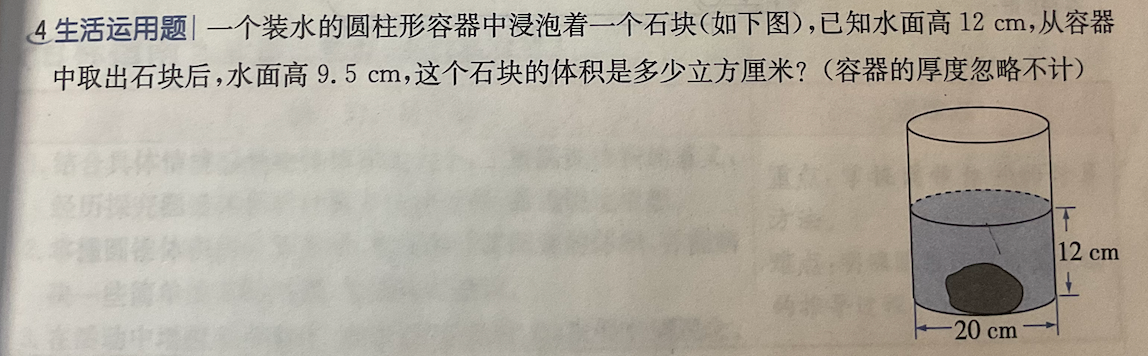 4 生活运用题| 一个装水的圆柱形容器中浸泡着一个石块(如下图),已知水面高 12 cm,从容器
中取出石块后,水面高 9.5 cm,这个石块的体积是多少立方厘米?(容器的厚度忽略不计)
12 cm
20 cm